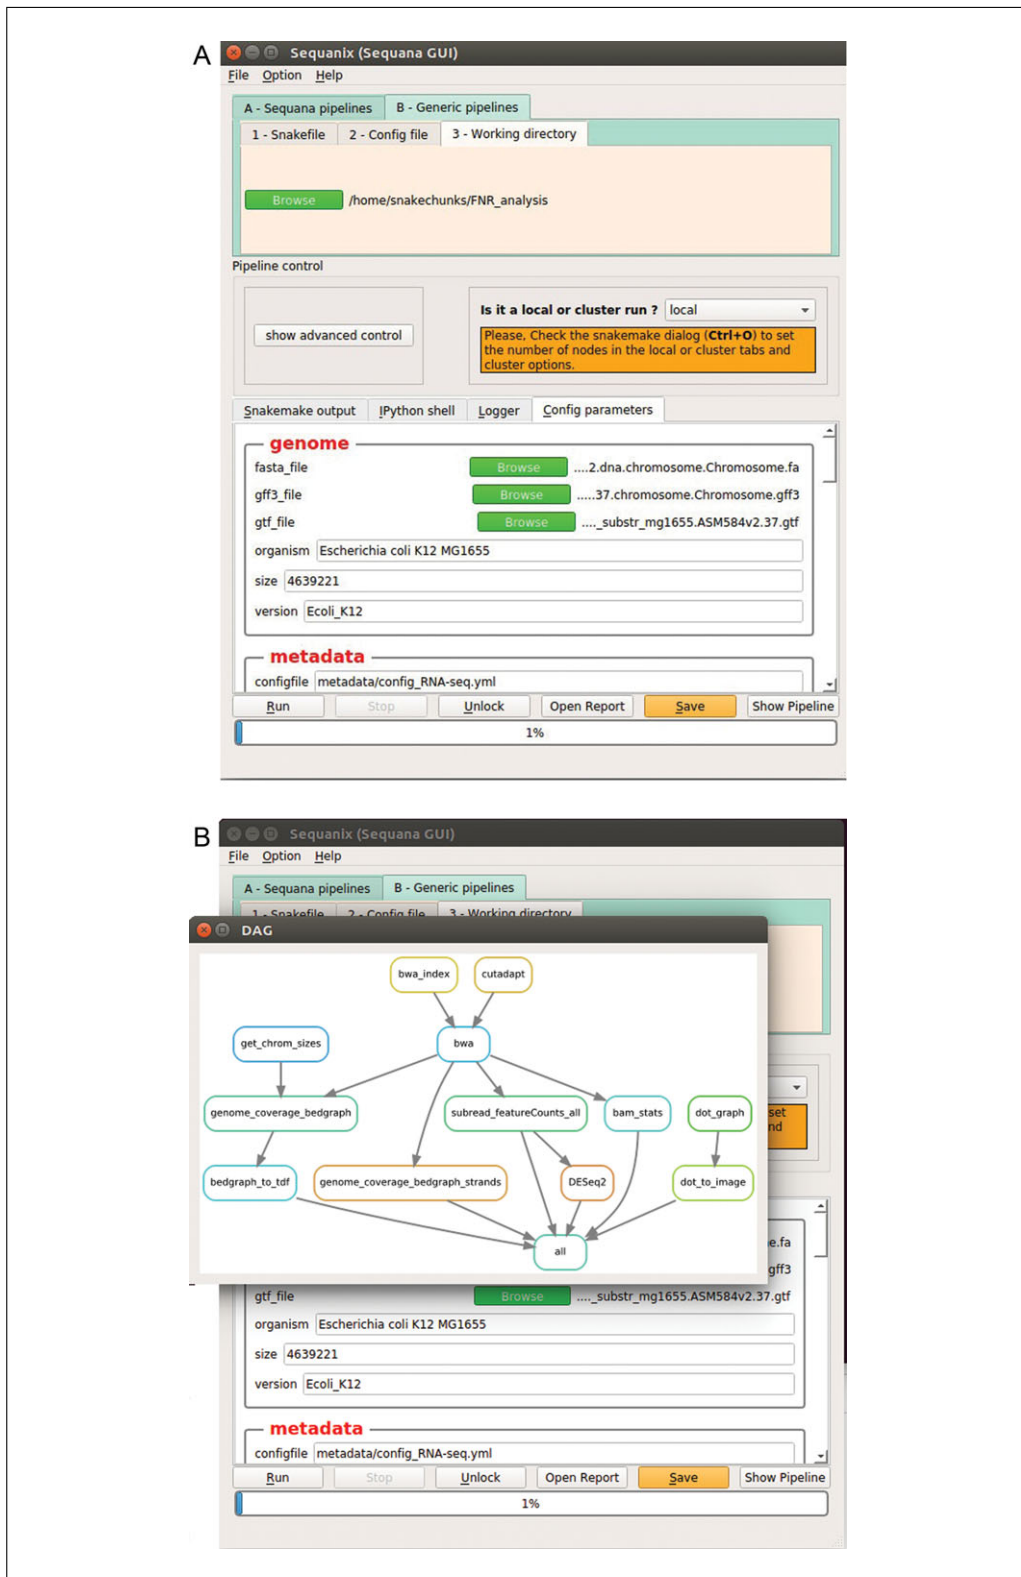 A
Sequanix (Sequana GUI)
File Option Help
A - Sequana pipelines B - Generic pipelines
1 - Snakefile 2 - Config file 3 - Working directory
Browse /home/snakechunks/FNR_analysis
Pipeline control
Is it a local or cluster run ? local
show advanced control
Please, Check the snakemake dialog (Ctrl+O) to set
the number of nodes in the local or cluster tabs and
cluster options.
Snakemake output IPython shell Logger Config parameters
genome
fasta_file Browse ....2.dna.chromosome.Chromosome.fa
gff3_file Browse .....37.chromosome.Chromosome.gff3
gtf_file Browse ...._substr_mg1655.ASM584v2.37.gtf
organism Escherichia coli K12 MG1655
size 4639221
version Ecoli_K12
metadata
configfile metadata/config_RNA-seq.yml
Run Stop Unlock Open Report Save Show Pipeline
1%
B
Sequanix (Sequana GUI)
File Option Help
A - Sequana pipelines B - Generic pipelines
1 - Snakefile 2 - Config file 3 - Working directory
DAG
bwa_index cutadapt
get_chrom_sizes bwa
genome_coverage_bedgraph subread_featureCounts_all bam_stats dot_graph
set
nd
bedgraph_to_tdf genome_coverage_bedgraph_strands DESeq2 dot_to_image
all
e.fa
gff3
gtf_file Browse ...._substr_mg1655.ASM584v2.37.gtf
organism Escherichia coli K12 MG1655
size 4639221
version Ecoli_K12
metadata
configfile metadata/config_RNA-seq.yml
Run Stop Unlock Open Report Save Show Pipeline
1%